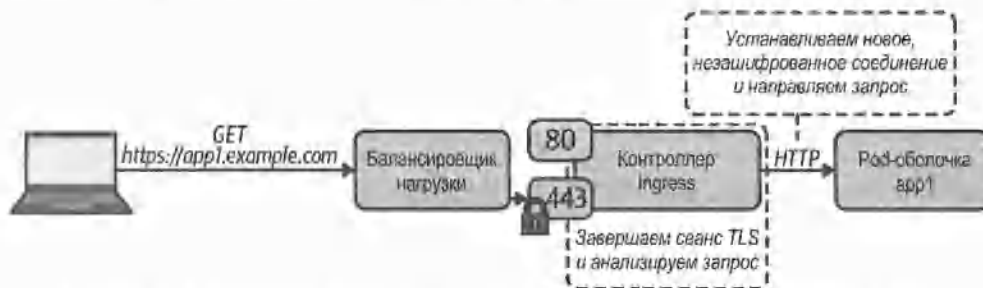 Устанавливаем новое,
незашифрованное соединение
и направляем запрос
GET
https://app1.example.com
Балансировщик
нагрузки
80
443
Контроллер
Ingress
HTTP
Pod-оболочка
app1
Завершаем сеанс TLS
и анализируем запрос